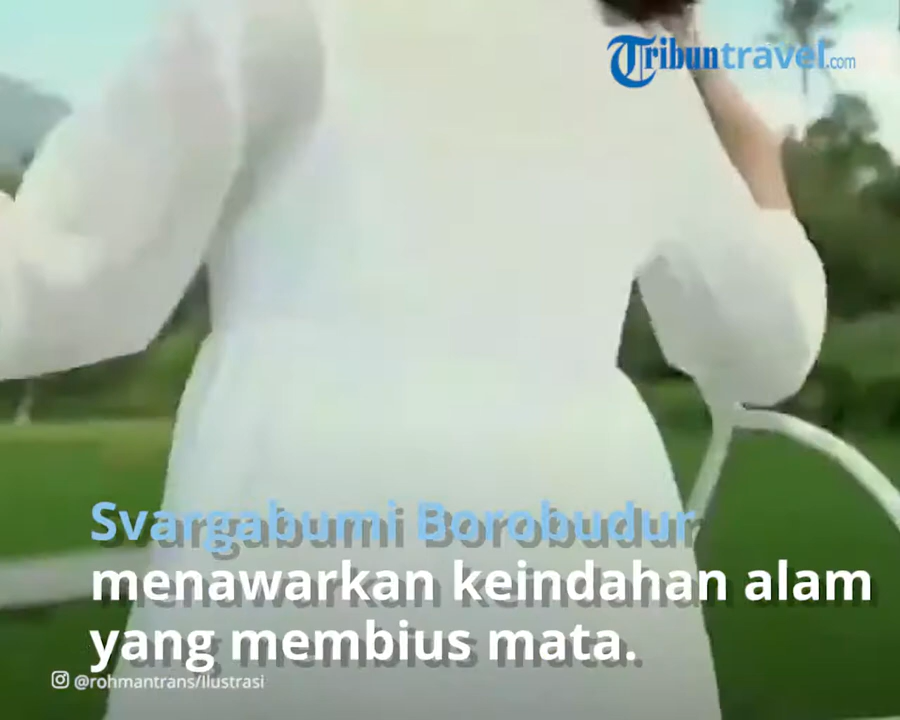 Tribuntravel.com
Svargabumi Borobudur
menawarkan keindahan alam
yang membius mata.
@rohmantrans/Ilustrasi